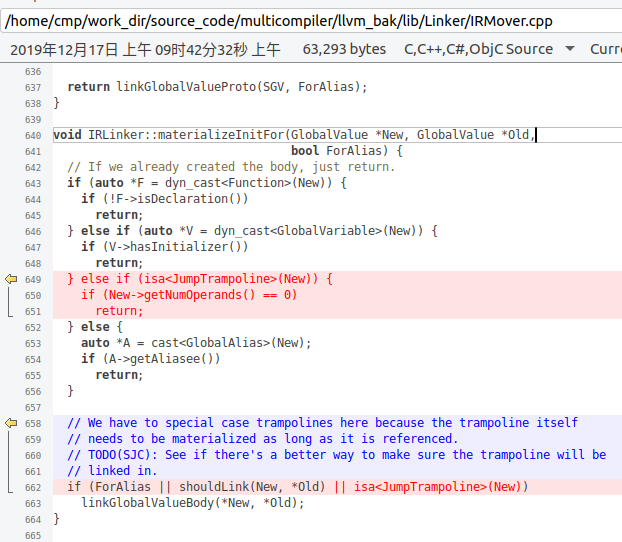 /home/cmp/work_dir/source_code/multicompiler/llvm_bak/lib/Linker/IRMover.cpp
2019年12月17日 上午 09时42分32秒 上午 63,293 bytes C,C++,C#,ObjC Source Curre
636
637 return linkGlobalValueProto(SGV, ForAlias);
638 }
639
640 void IRLinker::materializeInitFor(GlobalValue *New, GlobalValue *Old,
641 bool ForAlias) {
642 // If we already created the body, just return.
643 if (auto *F = dyn_cast<Function>(New)) {
644 if (!F->isDeclaration())
645 return;
646 } else if (auto *V = dyn_cast<GlobalVariable>(New)) {
647 if (V->hasInitializer())
648 return;
649 } else if (isa<JumpTrampoline>(New)) {
650 if (New->getNumOperands() == 0)
651 return;
652 } else {
653 auto *A = cast<GlobalAlias>(New);
654 if (A->getAliasee())
655 return;
656 }
657
658 // We have to special case trampolines here because the trampoline itself
659 // needs to be materialized as long as it is referenced.
660 // TODO(SJC): See if there's a better way to make sure the trampoline will be
661 // linked in.
662 if (ForAlias || shouldLink(New, *Old) || isa<JumpTrampoline>(New))
663 linkGlobalValueBody(*New, *Old);
664 }
665